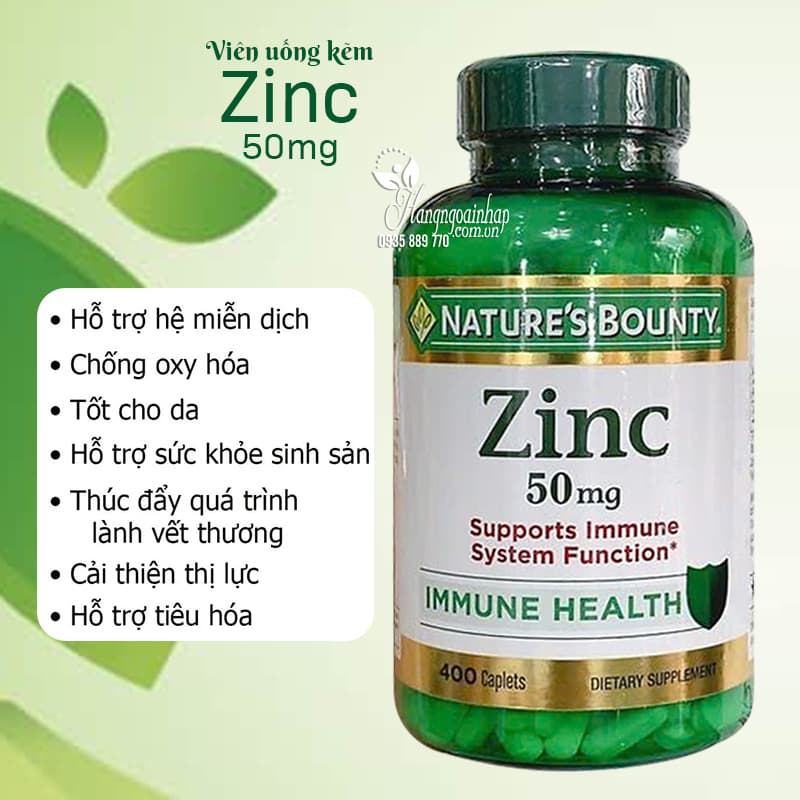 Viên uống kẽm
Zinc
50mg
Hangngoainhap
.com.vn
0935 889 770
• Hỗ trợ hệ miễn dịch
• Chống oxy hóa
• Tốt cho da
• Hỗ trợ sức khỏe sinh sản
• Thúc đẩy quá trình
lành vết thương
• Cải thiện thị lực
• Hỗ trợ tiêu hóa
NATURE'S BOUNTY®
Zinc
50 mg
Supports Immune
System Function*
IMMUNE HEALTH
400 Caplets
DIETARY SUPPLEMENT